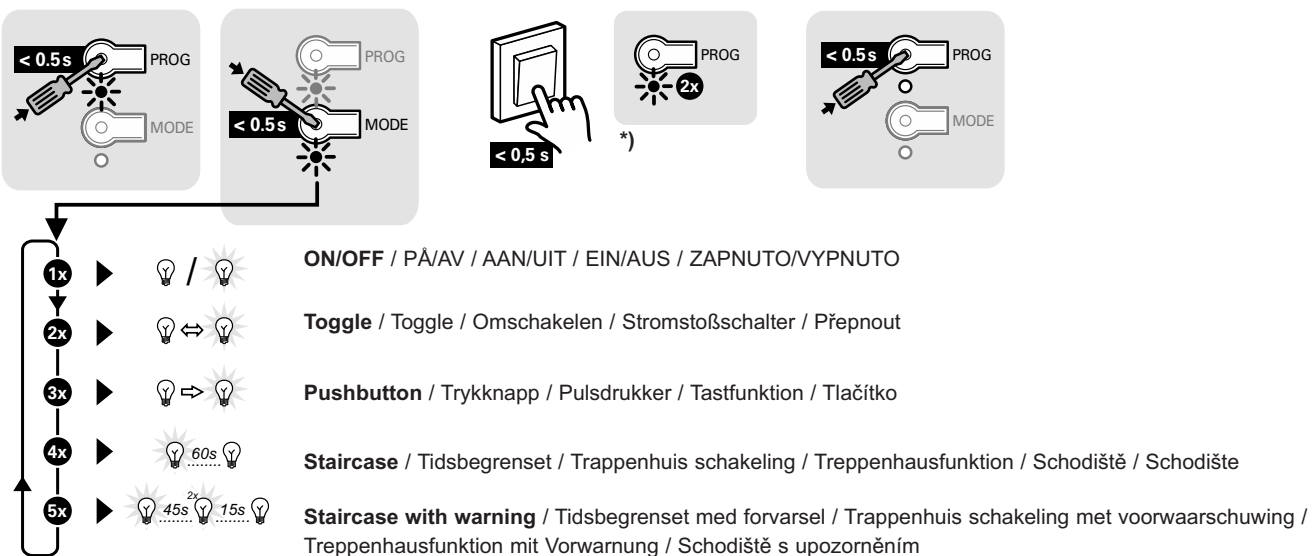 < 0.5 s PROG
MODE
PROG
< 0.5 s MODE
< 0,5 s
PROG
2x
*)
< 0.5 s PROG
MODE
1x ON/OFF / PÅ/AV / AAN/UIT / EIN/AUS / ZAPNUTO/VYPNUTO
2x Toggle / Toggle / Omschakelen / Stromstoßschalter / Přepnout
3x Pushbutton / Trykknapp / Pulsdrukker / Tastfunktion / Tlačítko
4x 60s Staircase / Tidsbegrenset / Trappenhuis schakeling / Treppenhausfunktion / Schodiště / Schodište
5x 45s 2x 15s Staircase with warning / Tidsbegrenset med forvarsel / Trappenhuis schakeling met voorwaarschuwing /
Treppenhausfunktion mit Vorwarnung / Schodiště s upozorněním